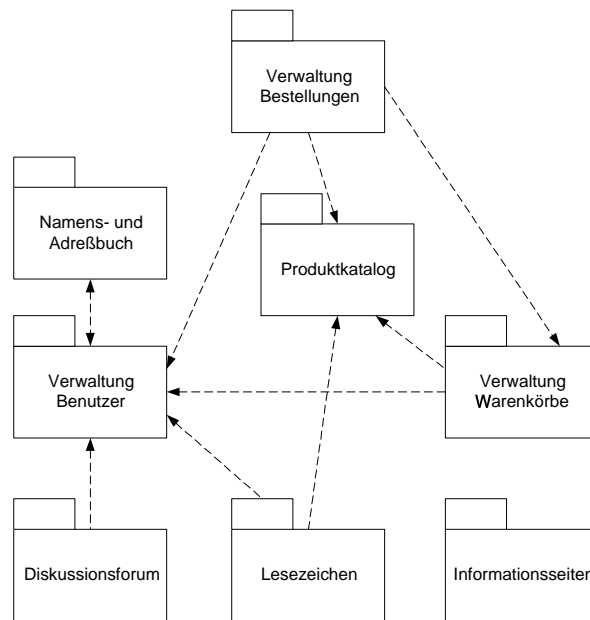 Verwaltung
Bestellungen
Namens- und
Adreßbuch
Produktkatalog
Verwaltung
Benutzer
Verwaltung
Warenkörbe
Diskussionsforum
Lesezeichen
Informationsseiten